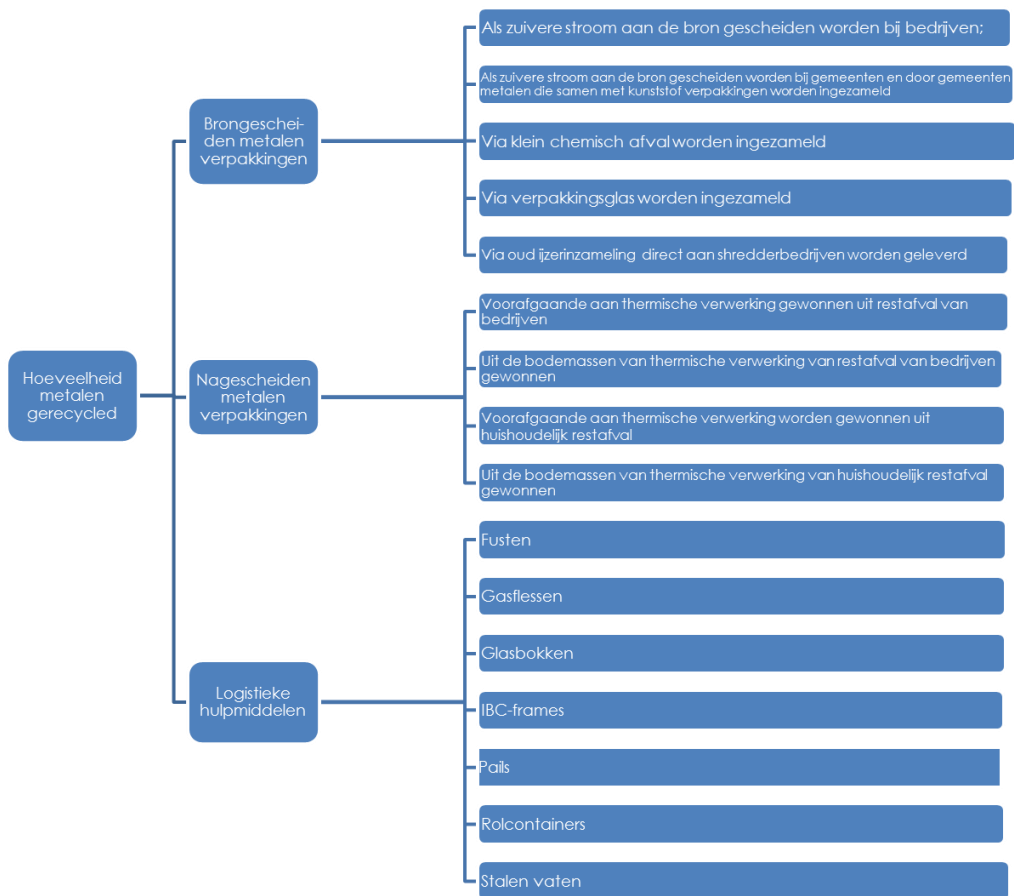 Hoeveelheid
metalen
gerecycled
Brongeschei-
den metalen
verpakkingen
Als zuivere stroom aan de bron gescheiden worden bij bedrijven;
Als zuivere stroom aan de bron gescheiden worden bij gemeenten en door gemeenten
metalen die samen met kunststof verpakkingen worden ingezameld
Via klein chemisch afval worden ingezameld
Via verpakkingsglas worden ingezameld
Via oud ijzerinzameling direct aan shredderbedrijven worden geleverd
Nagescheiden
metalen
verpakkingen
Voorafgaande aan thermische verwerking gewonnen uit restafval van
bedrijven
Uit de bodemassen van thermische verwerking van restafval van bedrijven
gewonnen
Voorafgaande aan thermische verwerking worden gewonnen uit
huishoudelijk restafval
Uit de bodemassen van thermische verwerking van huishoudelijk restafval
gewonnen
Logistieke
hulpmiddelen
Fusten
Gasflessen
Glasbokken
IBC-frames
Pails
Rolcontainers
Stalen vaten